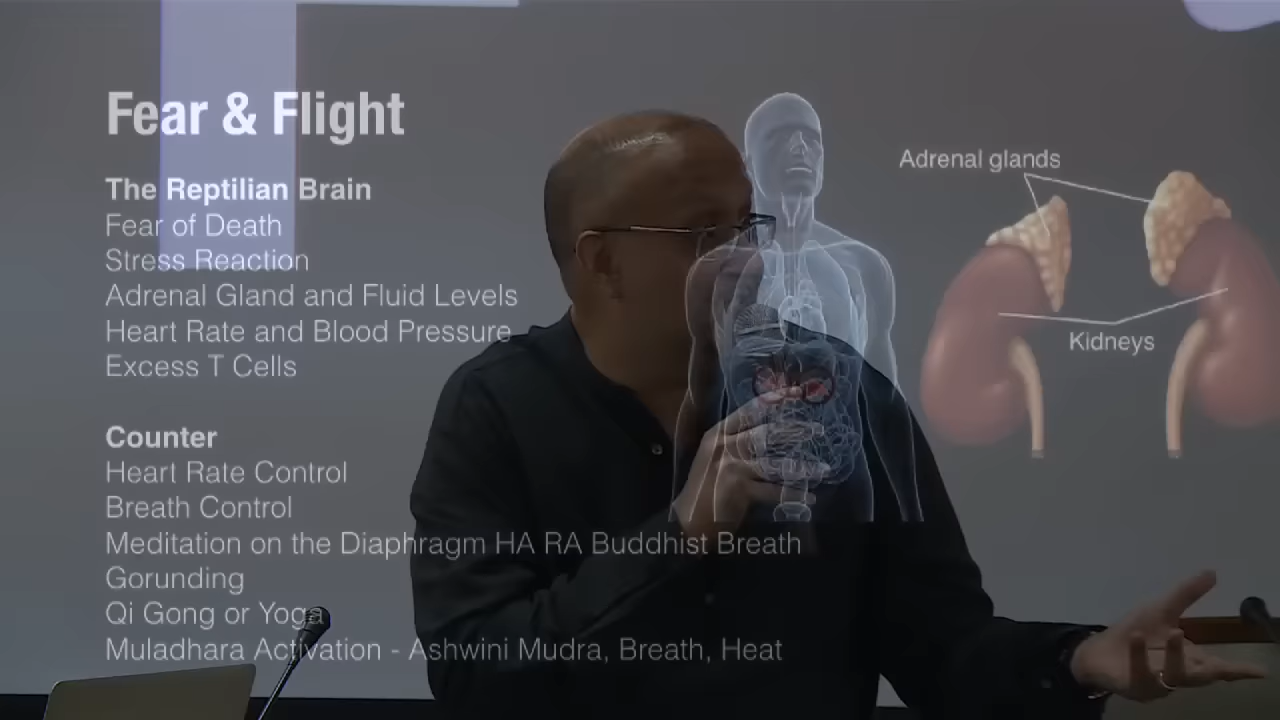 Fear & Flight
The Reptilian Brain
Fear of Death
Stress Reaction
Adrenal Gland and Fluid Levels
Heart Rate and Blood Pressure
Excess T Cells
Counter
Heart Rate Control
Breath Control
Meditation on the Diaphragm HA RA Buddhist Breath
Gorunding
Qi Gong or Yoga
Muladhara Activation - Ashwini Mudra, Breath, Heat
Adrenal glands
Kidneys